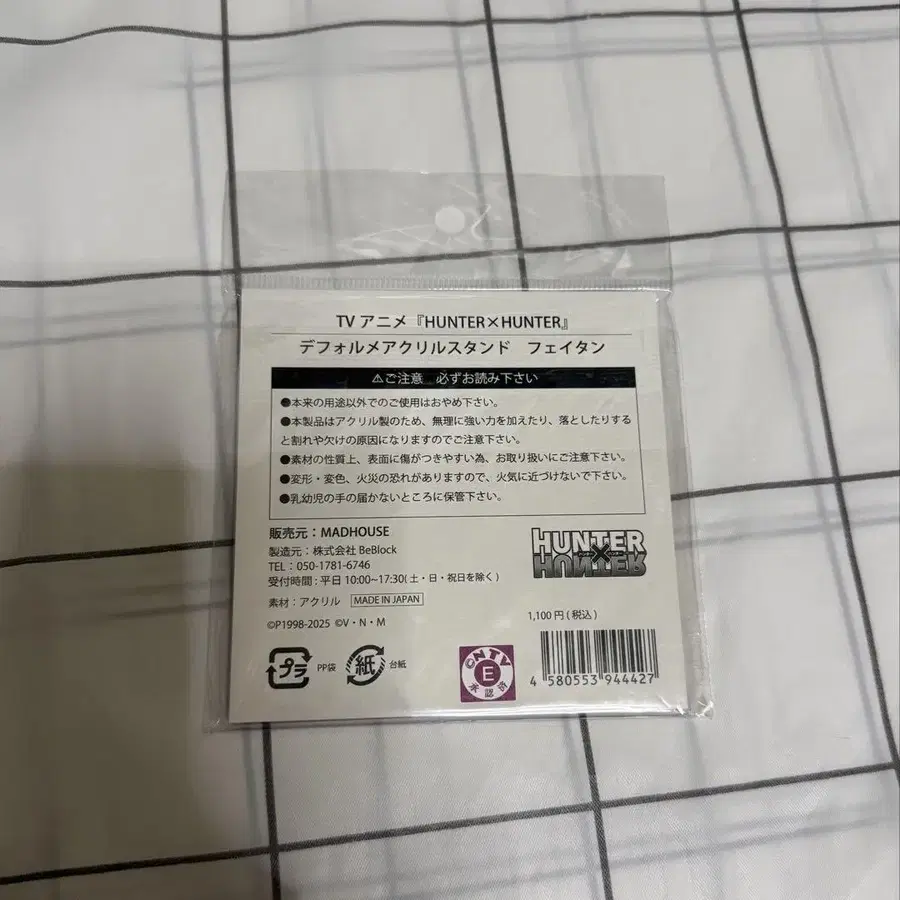 TV アニメ『HUNTER×HUNTER』
デフォルメアクリルスタンド　フェイタン
⚠ご注意　必ずお読み下さい
●本来の用途以外でのご使用はおやめ下さい。
●本製品はアクリル製のため、無理に強い力を加えたり、落としたりする
と割れや欠けの原因になりますのでご注意下さい。
●素材の性質上、表面に傷がつきやすい為、お取り扱いにご注意下さい。
●変形・変色、火災の恐れがありますので、火気に近づけないで下さい。
●乳幼児の手の届かないところに保管下さい。
販売元：MADHOUSE
製造元：株式会社 BeBlock
TEL：050-1781-6746
受付時間 : 平日 10:00~17:30( 土・日・祝日を除く )
素材：アクリル　MADE IN JAPAN
©P1998-2025 ©V・N・M
プラ PP袋 紙 台紙
HUNTER
×
HUNTER
1,100円 ( 税込 )
©NTV
E
承認済
4 580553 944427